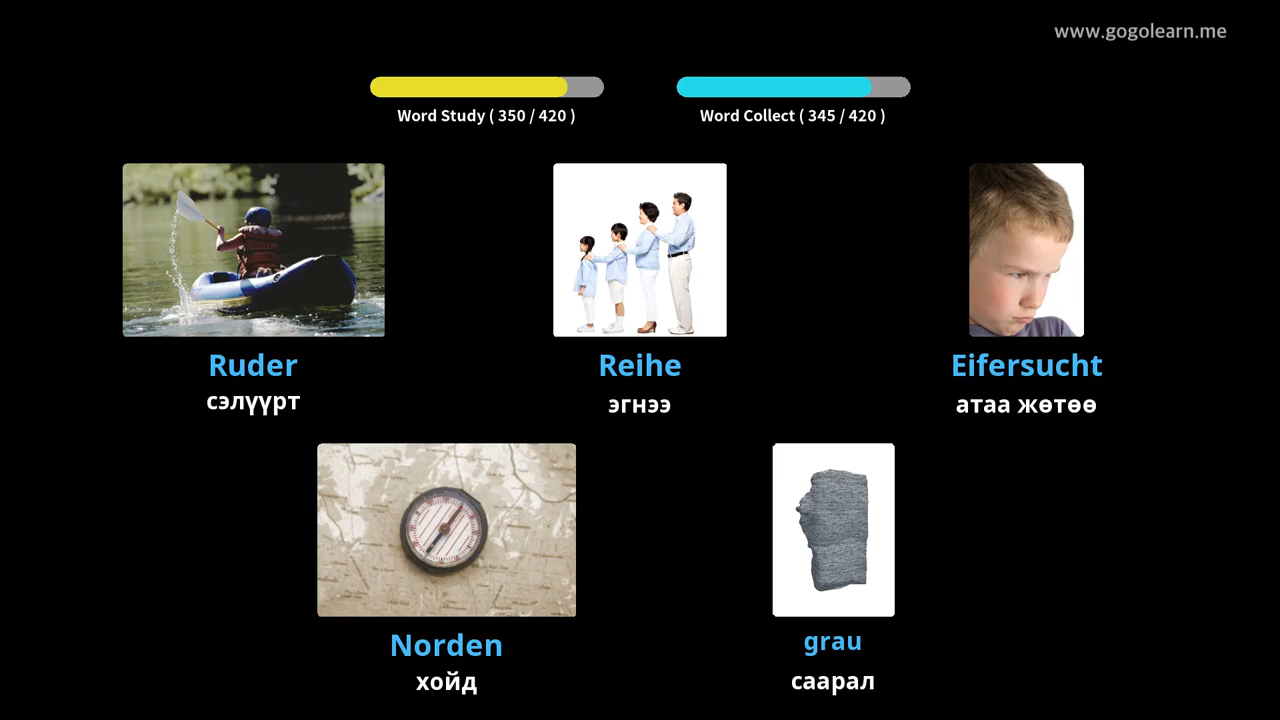 www.gogolearn.me
Word Study ( 350 / 420 )
Word Collect ( 345 / 420 )
Ruder
сэлүүрт
Reihe
эгнээ
Eifersucht
атаа жөтөө
Norden
хойд
grau
саарал